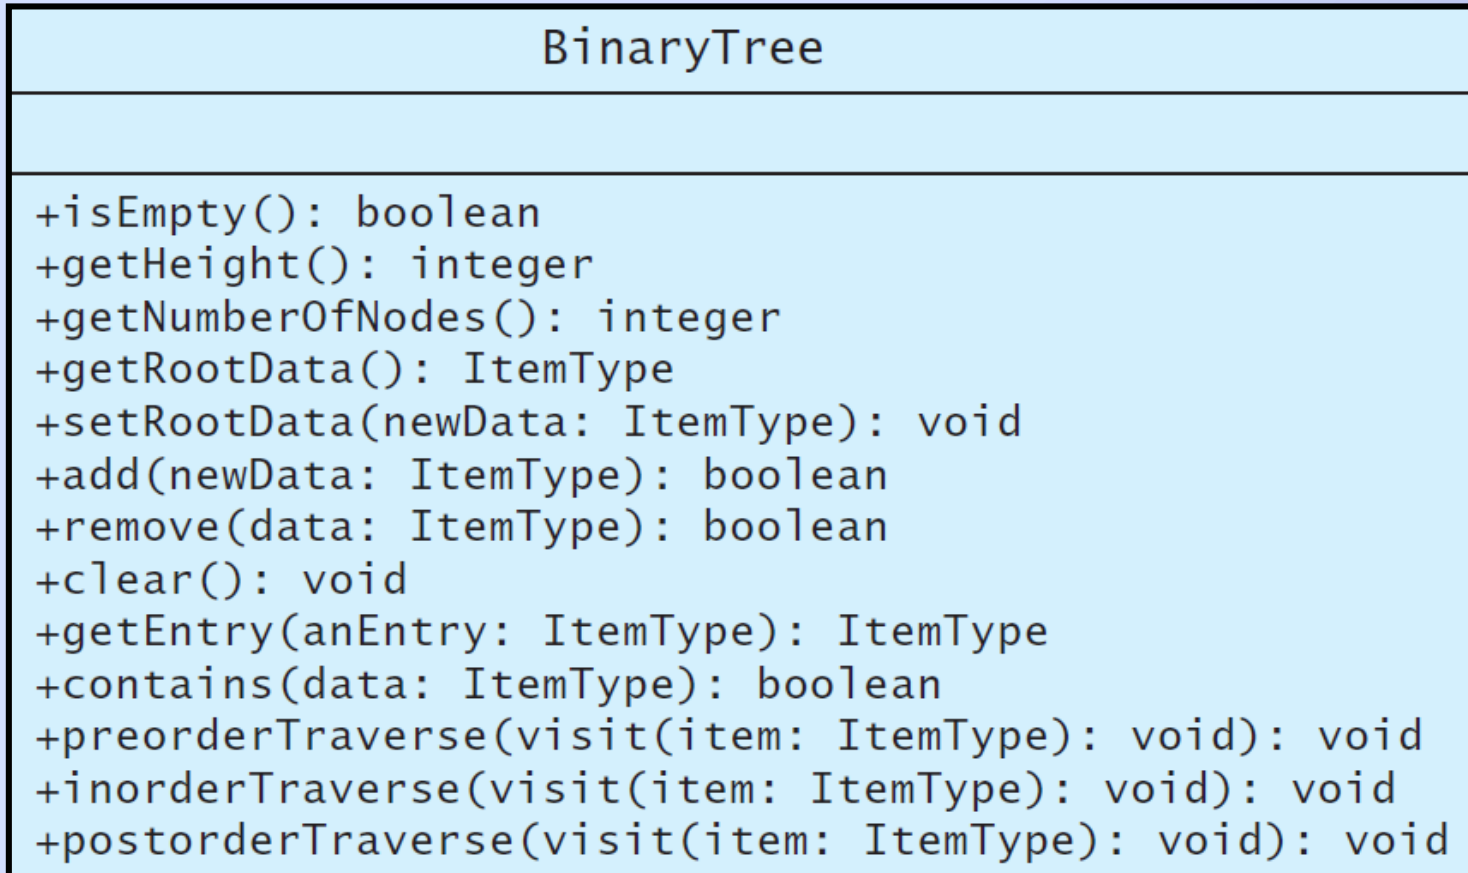 BinaryTree
+isEmpty(): boolean
+getHeight(): integer
+getNumberOfNodes(): integer
+getRootData(): ItemType
+setRootData(newData: ItemType): void
+add(newData: ItemType): boolean
+remove(data: ItemType): boolean
+clear(): void
+getEntry(anEntry: ItemType): ItemType
+contains(data: ItemType): boolean
+preorderTraverse(visit(item: ItemType): void): void
+inorderTraverse(visit(item: ItemType): void): void
+postorderTraverse(visit(item: ItemType): void): void